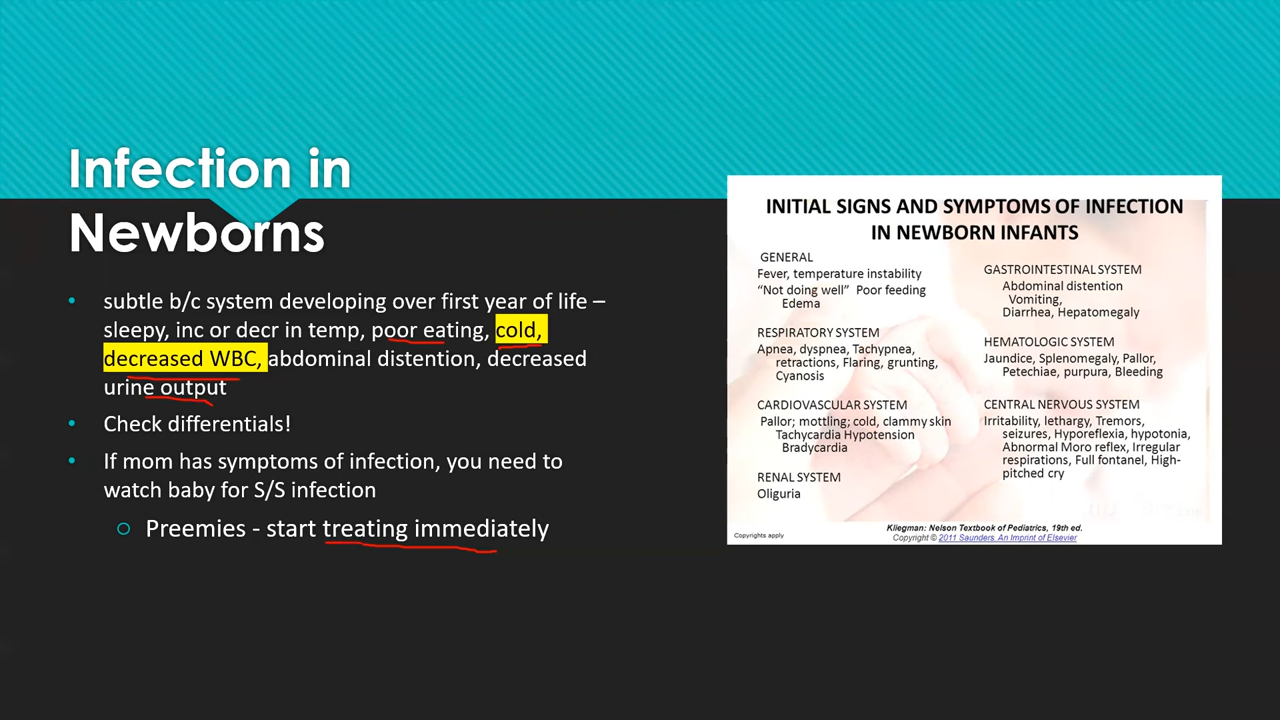 Infection in
Newborns
• subtle b/c system developing over first year of life –
sleepy, inc or decr in temp, poor eating, cold,
decreased WBC, abdominal distention, decreased
urine output
• Check differentials!
• If mom has symptoms of infection, you need to
watch baby for S/S infection
○ Preemies - start treating immediately
INITIAL SIGNS AND SYMPTOMS OF INFECTION
IN NEWBORN INFANTS
GENERAL
Fever, temperature instability
“Not doing well” Poor feeding
Edema
RESPIRATORY SYSTEM
Apnea, dyspnea, Tachypnea,
retractions, Flaring, grunting,
Cyanosis
CARDIOVASCULAR SYSTEM
Pallor; mottling; cold, clammy skin
Tachycardia Hypotension
Bradycardia
RENAL SYSTEM
Oliguria
GASTROINTESTINAL SYSTEM
Abdominal distention
Vomiting,
Diarrhea, Hepatomegaly
HEMATOLOGIC SYSTEM
Jaundice, Splenomegaly, Pallor,
Petechiae, purpura, Bleeding
CENTRAL NERVOUS SYSTEM
Irritability, lethargy, Tremors,
seizures, Hyporeflexia, hypotonia,
Abnormal Moro reflex, Irregular
respirations, Full fontanel, High-
pitched cry
Kliegman: Nelson Textbook of Pediatrics, 19th ed.
Copyrights apply
Copyright © 2011 Saunders, An Imprint of Elsevier